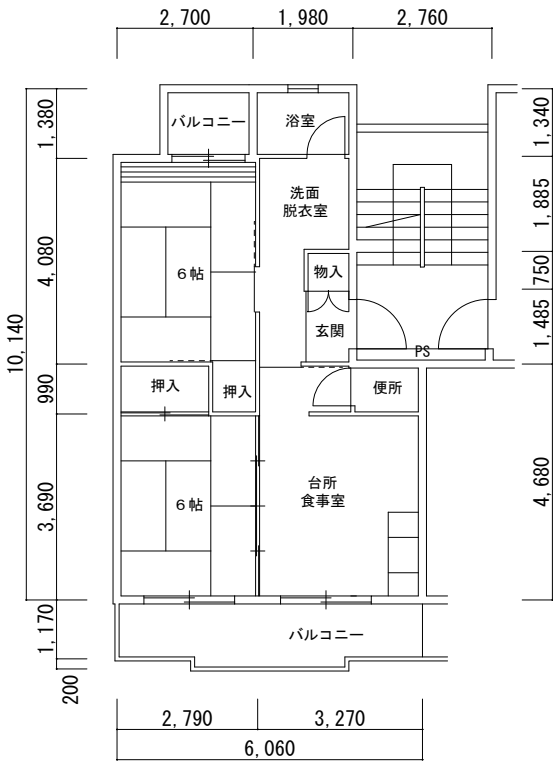 2,700
1,980
2,760
1,380
4,080
10,140
990
3,690
1,170
200
1,340
1,885
750
1,485
4,680
バルコニー
浴室
洗面
脱衣室
6帖
物入
玄関
PS
押入
押入
便所
6帖
台所
食事室
バルコニー
2,790
3,270
6,060